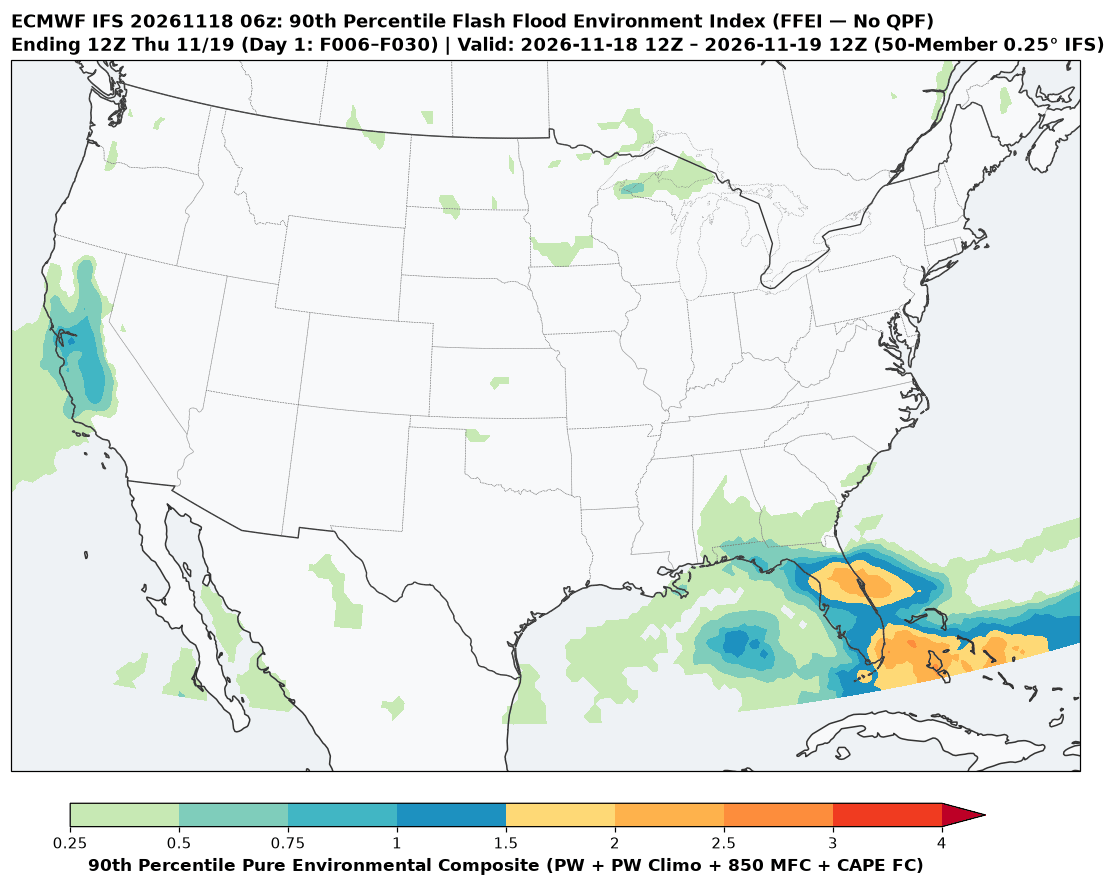 ECMWF IFS 20261118 06z: 90th Percentile Flash Flood Environment Index (FFEI — No QPF)
Ending 12Z Thu 11/19 (Day 1: F006–F030) | Valid: 2026-11-18 12Z – 2026-11-19 12Z (50-Member 0.25° IFS)
0.25 0.5 0.75 1 1.5 2 2.5 3 4
90th Percentile Pure Environmental Composite (PW + PW Climo + 850 MFC + CAPE FC)